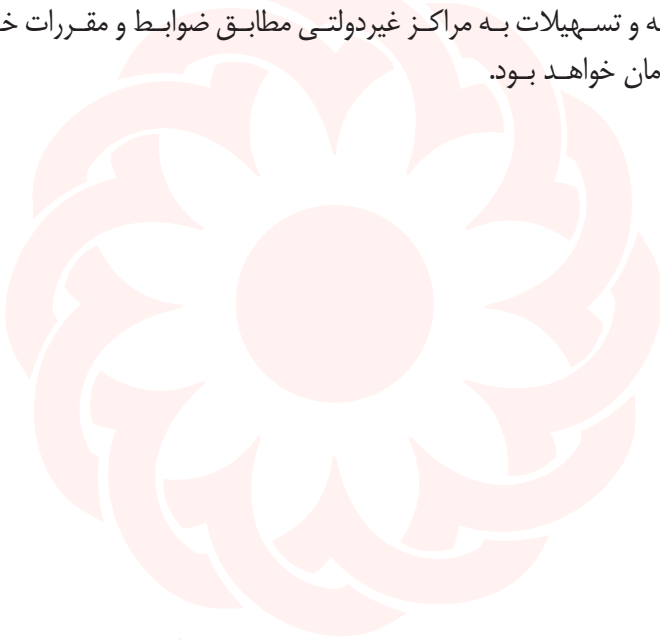 ه و تسهیلات به مراکز غیردولتی مطابق ضوابط و مقررات خ
مان خواهد بود.